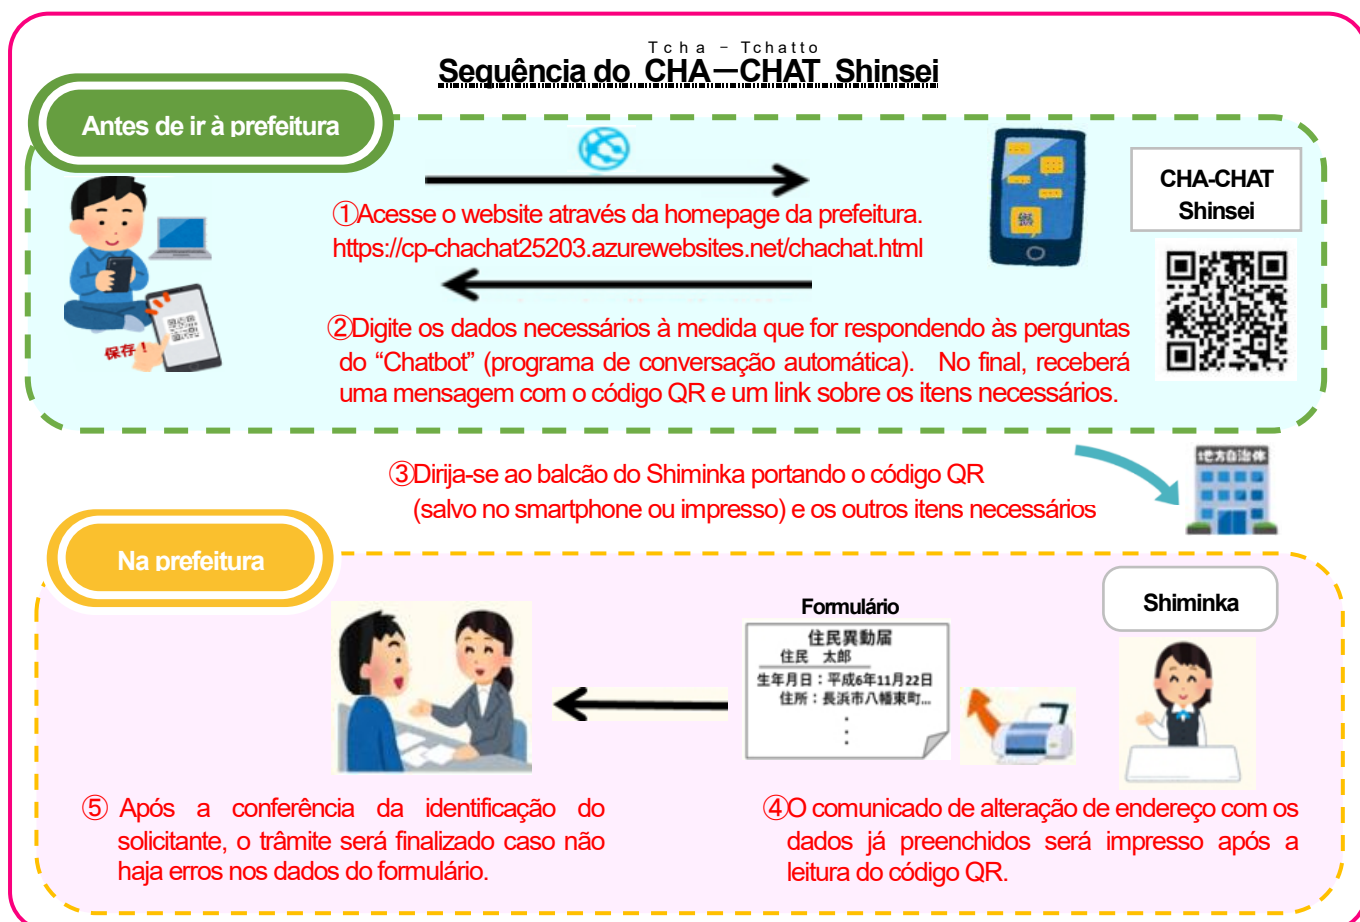 Tcha － Tchatto
Sequência do CHA－CHAT Shinsei
Antes de ir à prefeitura
①Acesse o website através da homepage da prefeitura.
https://cp-chachat25203.azurewebsites.net/chachat.html
CHA-CHAT
Shinsei
保存！
②Digite os dados necessários à medida que for respondendo às perguntas
do “Chatbot” (programa de conversação automática). No final, receberá
uma mensagem com o código QR e um link sobre os itens necessários.
③Dirija-se ao balcão do Shiminka portando o código QR
(salvo no smartphone ou impresso) e os outros itens necessários
地方自治体
Na prefeitura
Shiminka
Formulário
住民異動届
住民 太郎
生年月日：平成6年11月22日
住所：長浜市八幡東町...
⑤ Após a conferência da identificação do
solicitante, o trâmite será finalizado caso não
haja erros nos dados do formulário.
④O comunicado de alteração de endereço com os
dados já preenchidos será impresso após a
leitura do código QR.